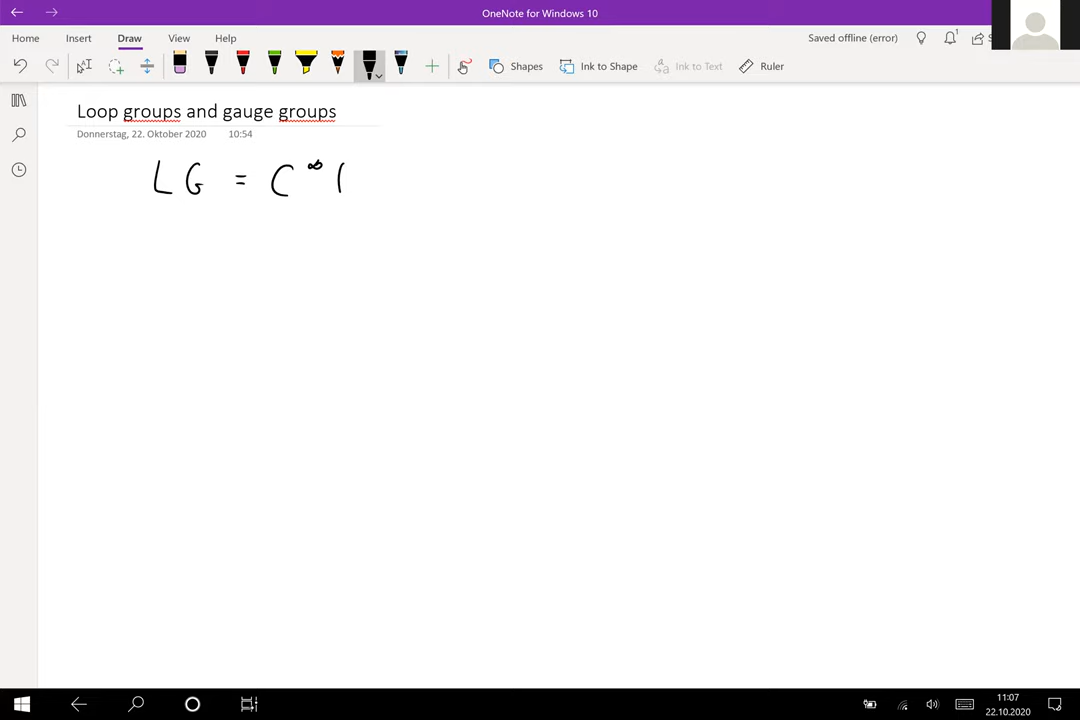 OneNote for Windows 10
Home Insert Draw View Help
Saved offline (error)
Shapes Ink to Shape Ink to Text Ruler
Loop groups and gauge groups
Donnerstag, 22. Oktober 2020 10:54
L G = C^∞ (
11:07
22.10.2020